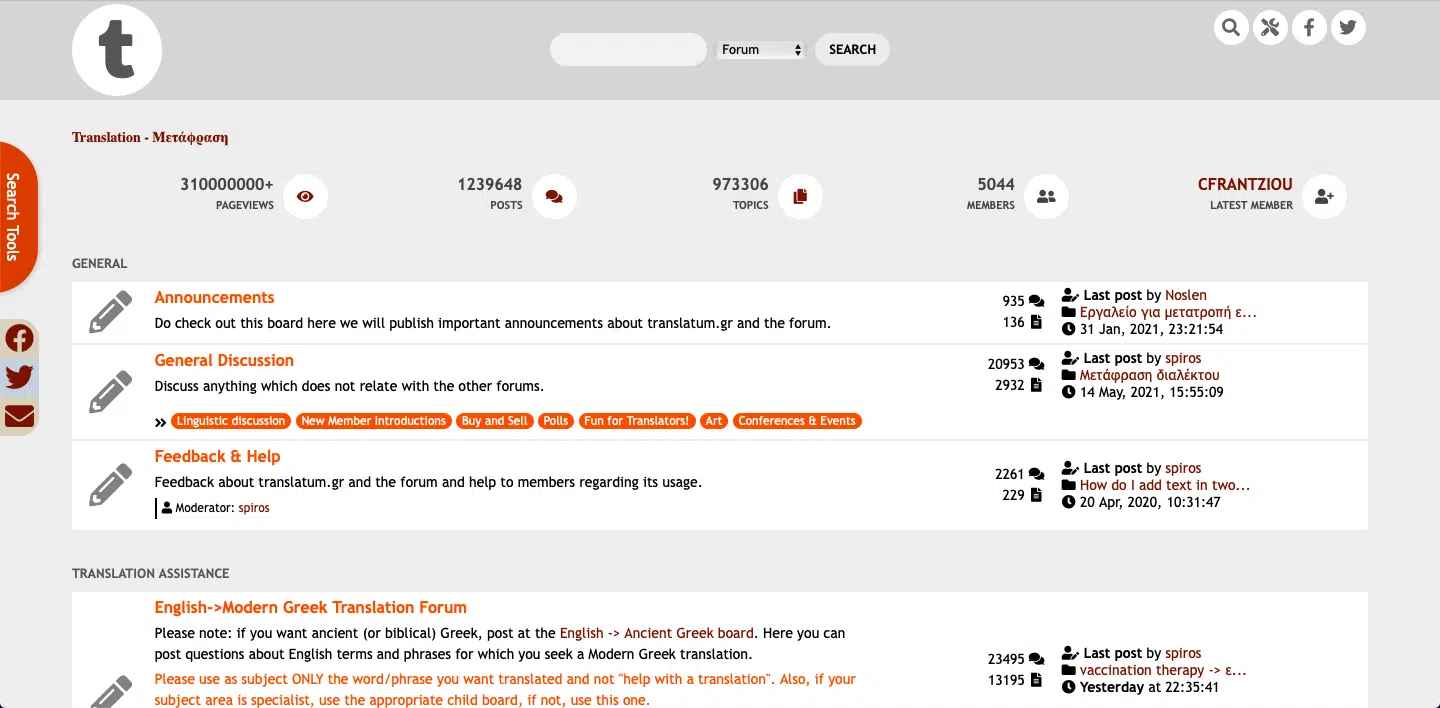 t
Forum
SEARCH
Translation - Μετάφραση
310000000+
PAGEVIEWS
1239648
POSTS
973306
TOPICS
5044
MEMBERS
CFRANTZIOU
LATEST MEMBER
Search Tools
GENERAL
Announcements
Do check out this board here we will publish important announcements about translatum.gr and the forum.
935
136
Last post by Noslen
Εργαλείο για μετατροπή ε...
31 Jan, 2021, 23:21:54
General Discussion
Discuss anything which does not relate with the other forums.
» Linguistic discussion New Member Introductions Buy and Sell Polls Fun for Translators! Art Conferences & Events
20953
2932
Last post by spiros
Μετάφραση διαλέκτου
14 May, 2021, 15:55:09
Feedback & Help
Feedback about translatum.gr and the forum and help to members regarding its usage.
Moderator: spiros
2261
229
Last post by spiros
How do I add text in two...
20 Apr, 2020, 10:31:47
TRANSLATION ASSISTANCE
English->Modern Greek Translation Forum
Please note: if you want ancient (or biblical) Greek, post at the English -> Ancient Greek board. Here you can
post questions about English terms and phrases for which you seek a Modern Greek translation.
Please use as subject ONLY the word/phrase you want translated and not "help with a translation". Also, if your
subject area is specialist, use the appropriate child board, if not, use this one.
23495
13195
Last post by spiros
vaccination therapy -> ε...
Yesterday at 22:35:41